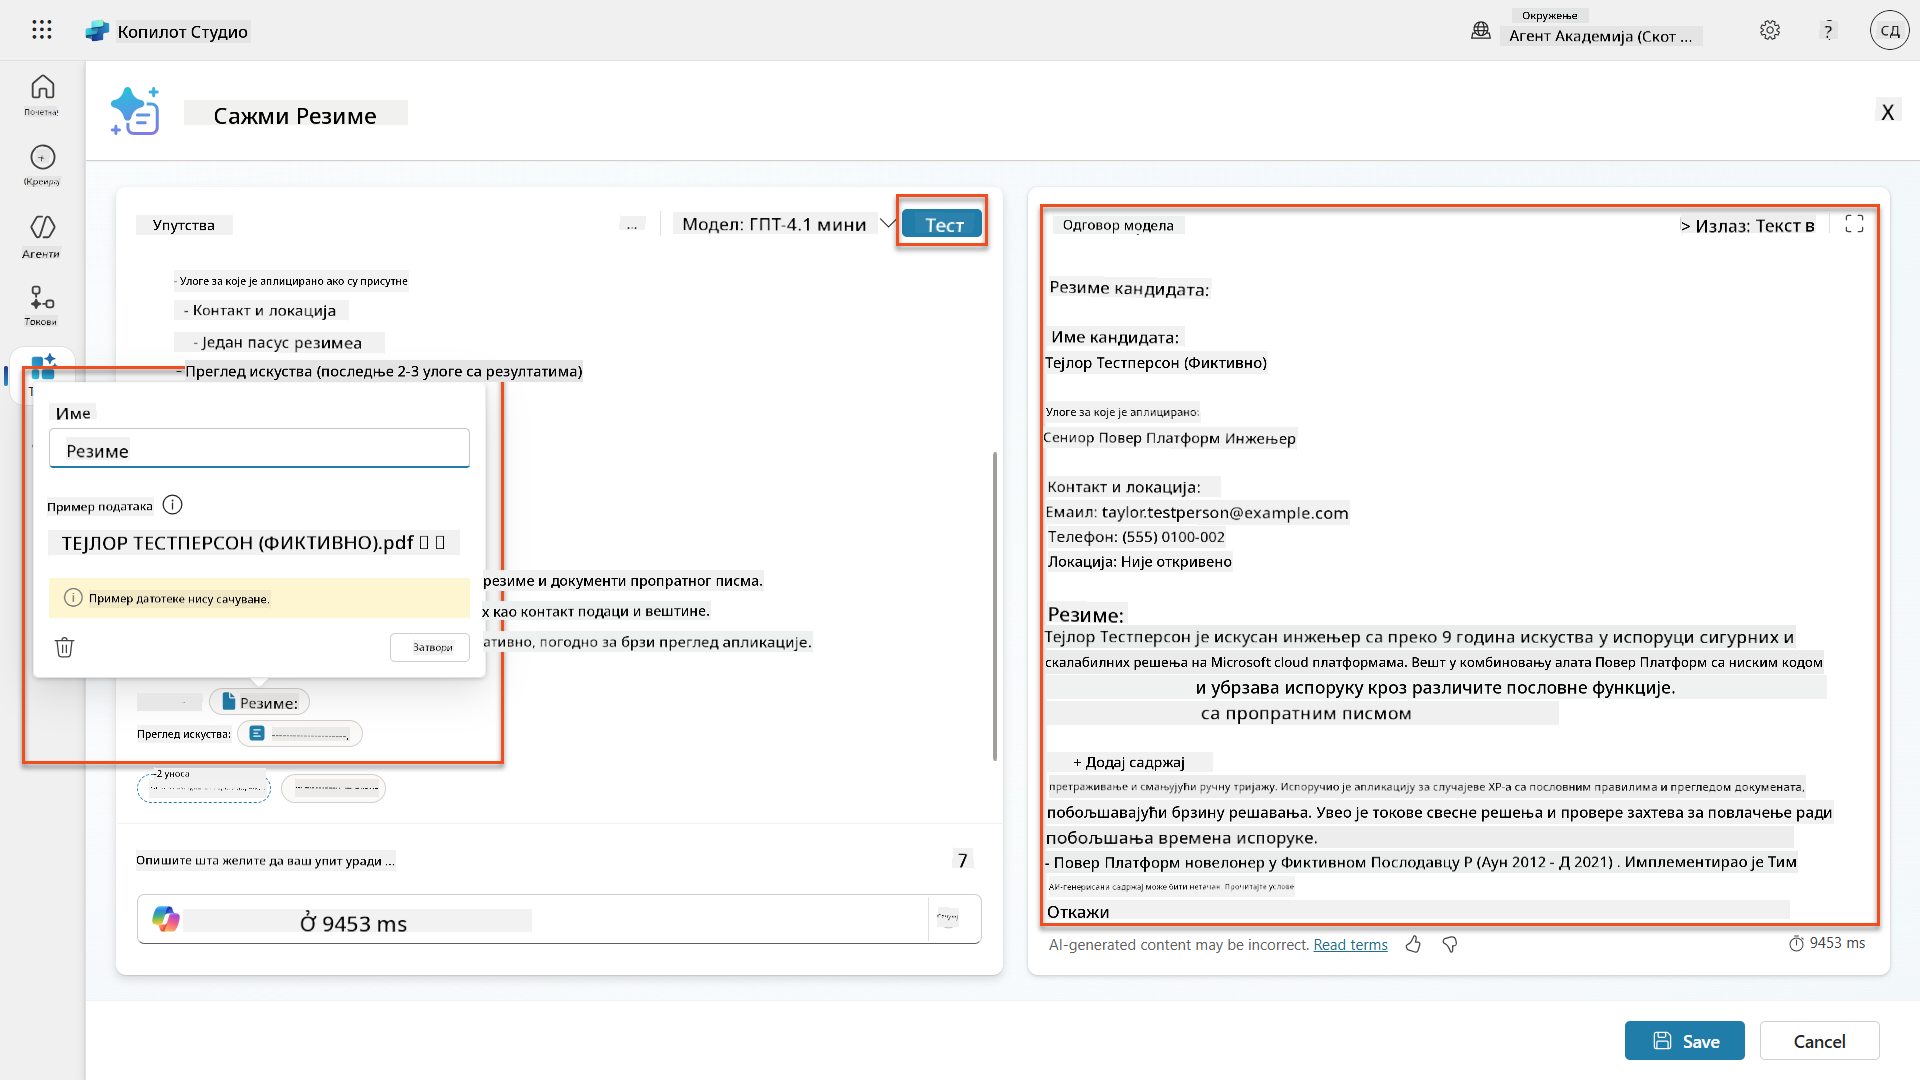 Копилот Студио
Окружење
Агент Академија (Скот ...
?
СД
Почетна
(Креирај
Агенти
Токови
Сажми Резиме
X
Упутства
...
Модел: ГПТ-4.1 мини
Тест
- Улоге за које је аплицирано ако су присутне
- Контакт и локација
- Један пасус резимеа
- Преглед искуства (последње 2-3 улоге са резултатима)
Име
Резиме
Пример података
ТЕЈЛОР ТЕСТПЕРСОН (ФИКТИВНО).pdf
Пример датотеке нису сачуване.
Затвори
резиме и документи пропратног писма.
х као контакт подаци и вештине.
ативно, погодно за брзи преглед апликације.
Резиме:
Преглед искуства:
--2 уноса
Опишите шта желите да ваш упит уради ...
7
Ở 9453 ms
Одговор модела
> Излаз: Текст в
Резиме кандидата:
Име кандидата:
Тејлор Тестперсон (Фиктивно)
Улоге за које је аплицирано:
Сениор Повер Платформ Инжењер
Контакт и локација:
Емаил: taylor.testperson@example.com
Телефон: (555) 0100-002
Локација: Није откривено
Резиме:
Тејлор Тестперсон је искусан инжењер са преко 9 година искуства у испоруци сигурних и
скалабилних решења на Microsoft cloud платформама. Вешт у комбиновању алата Повер Платформ са ниским кодом
и убрзава испоруку кроз различите пословне функције.
са пропратним писмом
+ Додај садржај
претраживање и смањујући ручну тријажу. Испоручио је апликацију за случајеве ХР-а са пословним правилима и прегледом докумената,
побољшавајући брзину решавања. Увео је токове свесне решења и провере захтева за повлачење ради
побољшања времена испоруке.
- Повер Платформ новелонер у Фиктивном Послодавцу Р (Аун 2012 - Д 2021) . Имплементирао је Тим
АИ-генерисани садржај може бити нетачан Прочитајте услове
Откажи
AI-generated content may be incorrect. Read terms
9453 ms
Save
Cancel